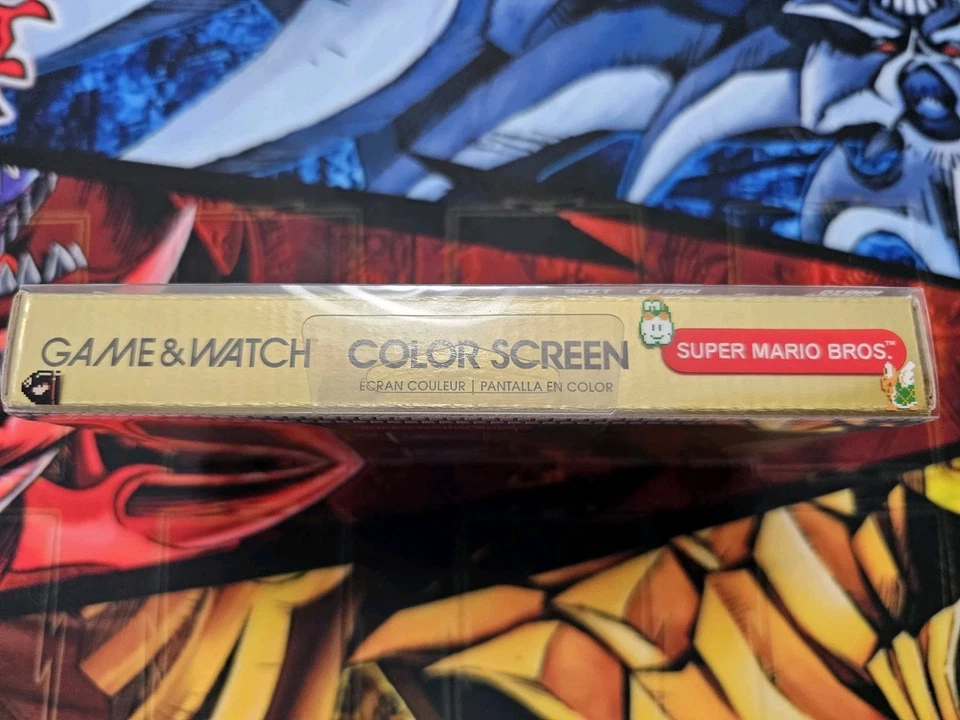 GAME & WATCH COLOR SCREEN
ÉCRAN COULEUR | PANTALLA EN COLOR
SUPER MARIO BROS.™